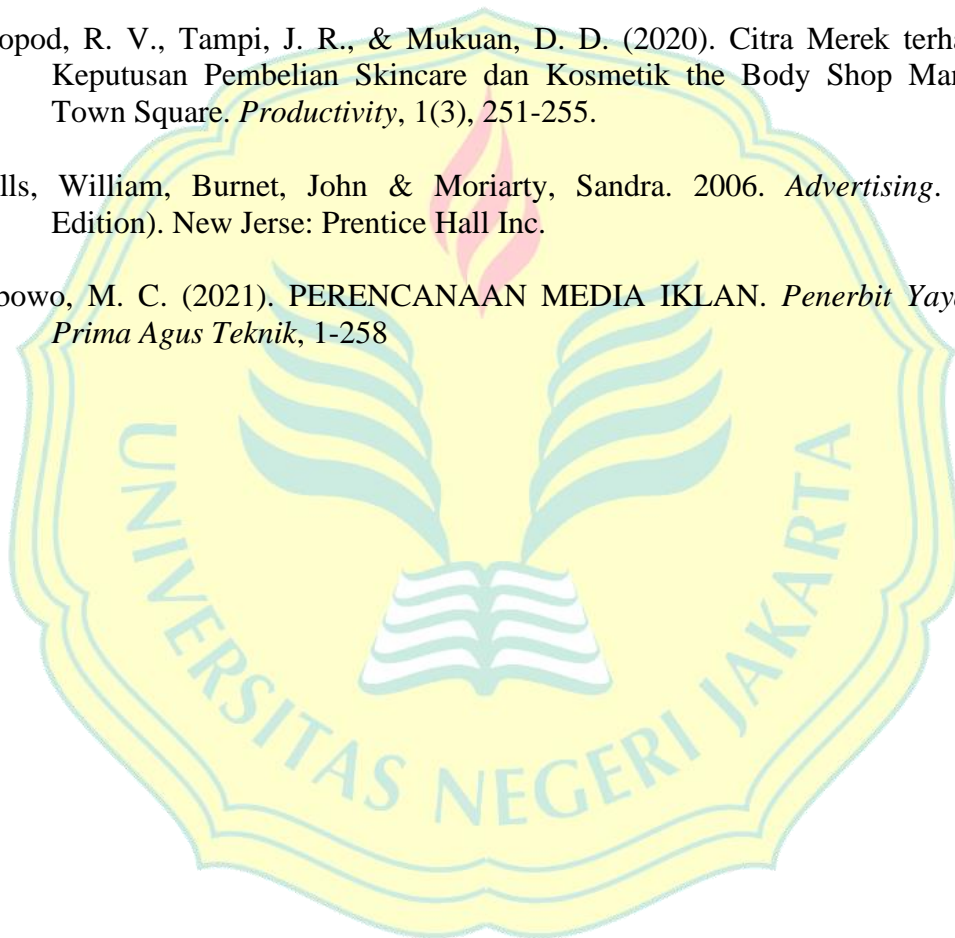 opod, R. V., Tampi, J. R., & Mukuan, D. D. (2020). Citra Merek terha
Keputusan Pembelian Skincare dan Kosmetik the Body Shop Man
Town Square. Productivity, 1(3), 251-255.
lls, William, Burnet, John & Moriarty, Sandra. 2006. Advertising.
Edition). New Jerse: Prentice Hall Inc.
bowo, M. C. (2021). PERENCANAAN MEDIA IKLAN. Penerbit Yaya
Prima Agus Teknik, 1-258
UNIVERSITAS NEGERI JAKARTA